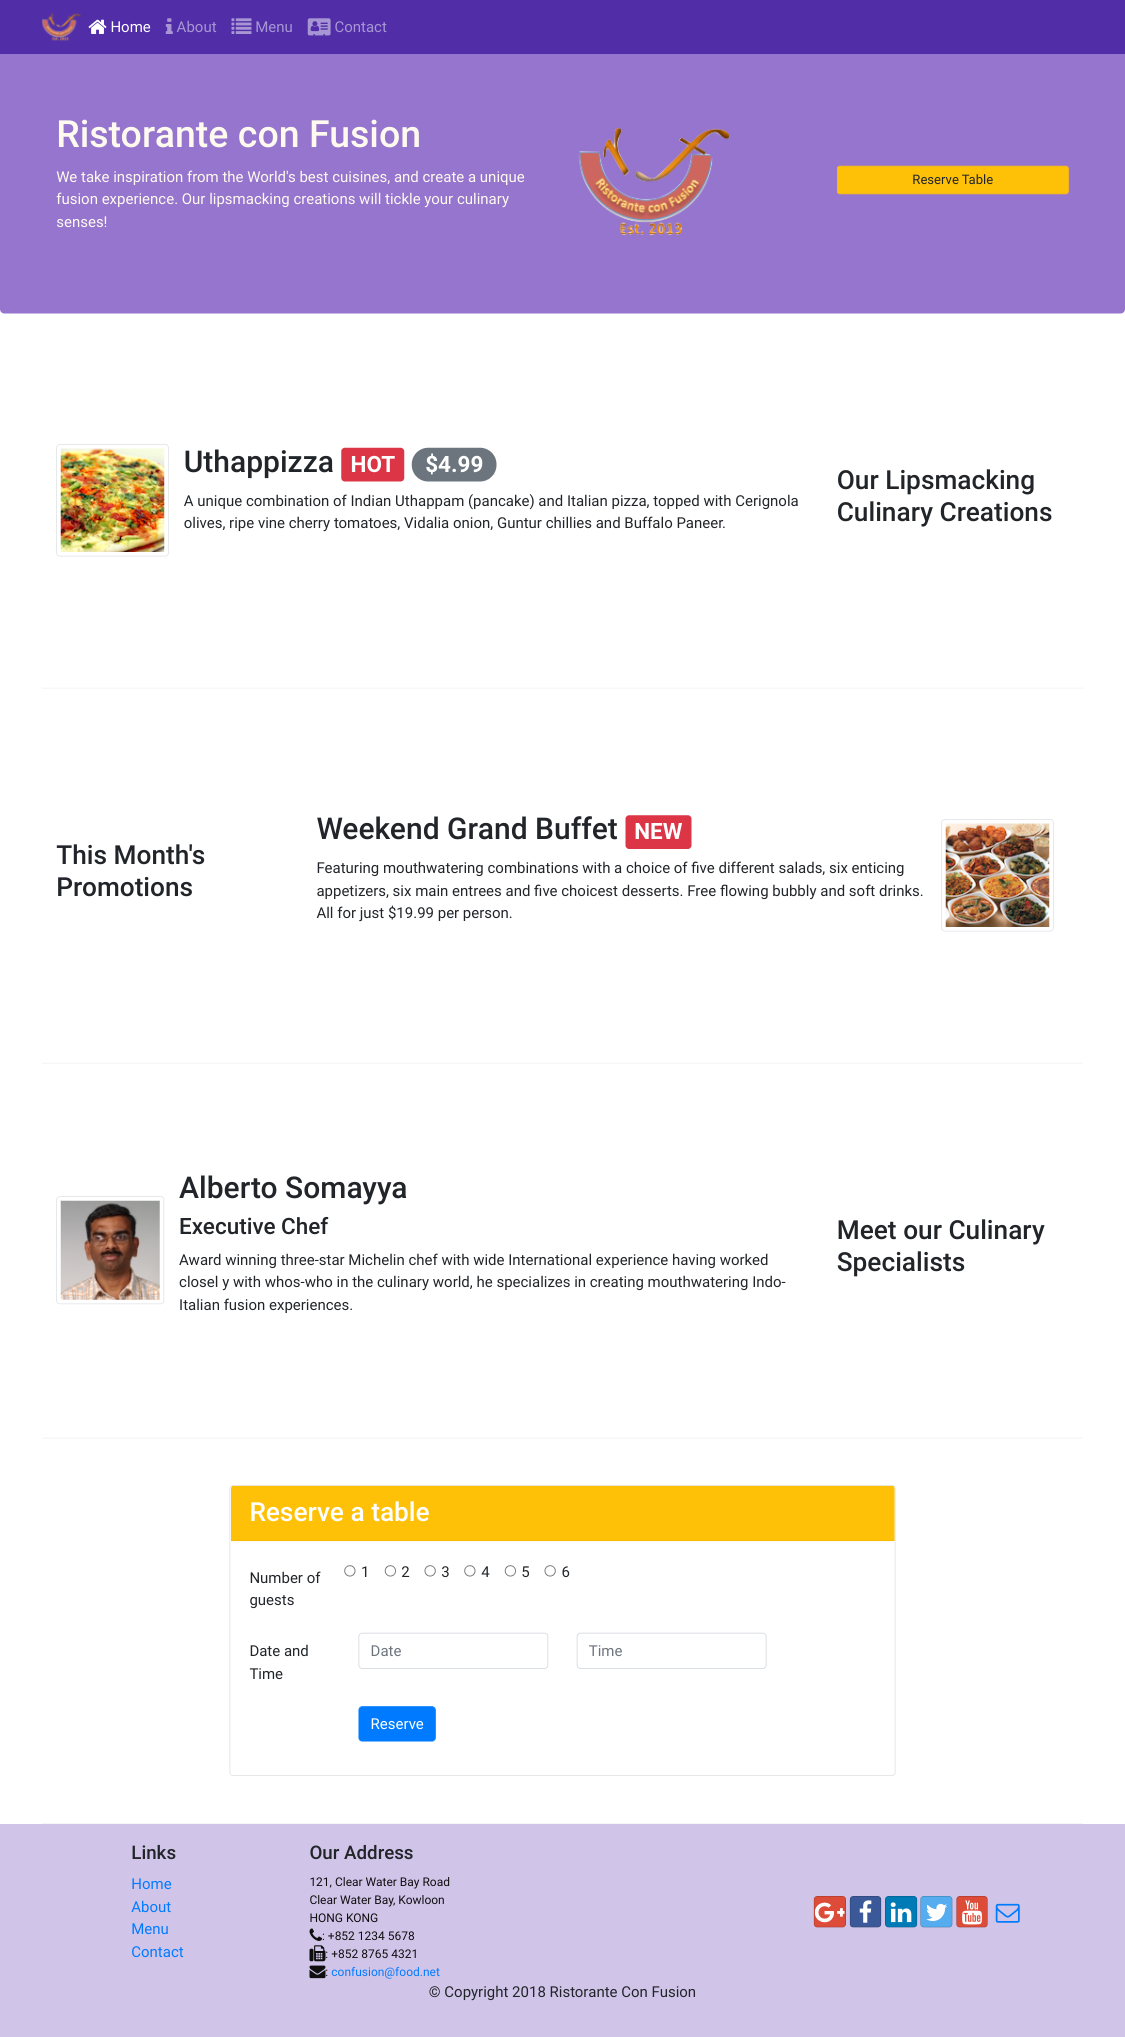 Home About Menu Contact
Ristorante con Fusion
We take inspiration from the World's best cuisines, and create a unique
fusion experience. Our lipsmacking creations will tickle your culinary
senses!
Ristorante con Fusion
Est. 2013
Reserve Table
Uthappizza HOT $4.99
A unique combination of Indian Uthappam (pancake) and Italian pizza, topped with Cerignola
olives, ripe vine cherry tomatoes, Vidalia onion, Guntur chillies and Buffalo Paneer.
Our Lipsmacking
Culinary Creations
This Month's
Promotions
Weekend Grand Buffet NEW
Featuring mouthwatering combinations with a choice of five different salads, six enticing
appetizers, six main entrees and five choicest desserts. Free flowing bubbly and soft drinks.
All for just $19.99 per person.
Alberto Somayya
Executive Chef
Award winning three-star Michelin chef with wide International experience having worked
closel y with whos-who in the culinary world, he specializes in creating mouthwatering Indo-
Italian fusion experiences.
Meet our Culinary
Specialists
Reserve a table
Number of
guests
1 2 3 4 5 6
Date and
Time
Date
Time
Reserve
Links
Home
About
Menu
Contact
Our Address
121, Clear Water Bay Road
Clear Water Bay, Kowloon
HONG KONG
: +852 1234 5678
: +852 8765 4321
: confusion@food.net
G+ f in You Tube
© Copyright 2018 Ristorante Con Fusion